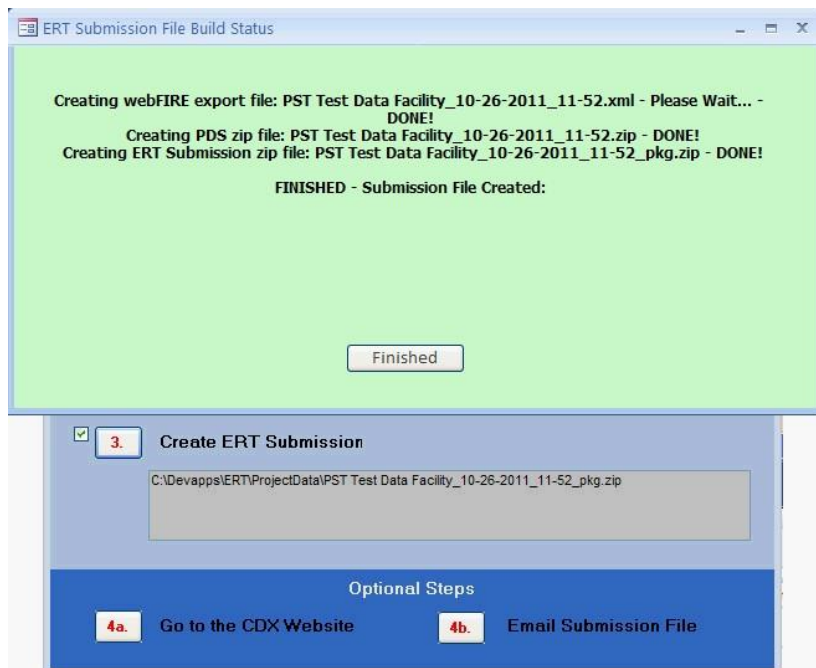 ERT Submission File Build Status
Creating webFIRE export file: PST Test Data Facility_10-26-2011_11-52.xml - Please Wait... -
DONE!
Creating PDS zip file: PST Test Data Facility_10-26-2011_11-52.zip - DONE!
Creating ERT Submission zip file: PST Test Data Facility_10-26-2011_11-52_pkg.zip - DONE!
FINISHED - Submission File Created:
Finished
3. Create ERT Submission
C:\Devapps\ERT\ProjectData\PST Test Data Facility_10-26-2011_11-52_pkg.zip
Optional Steps
4a. Go to the CDX Website 4b. Email Submission File